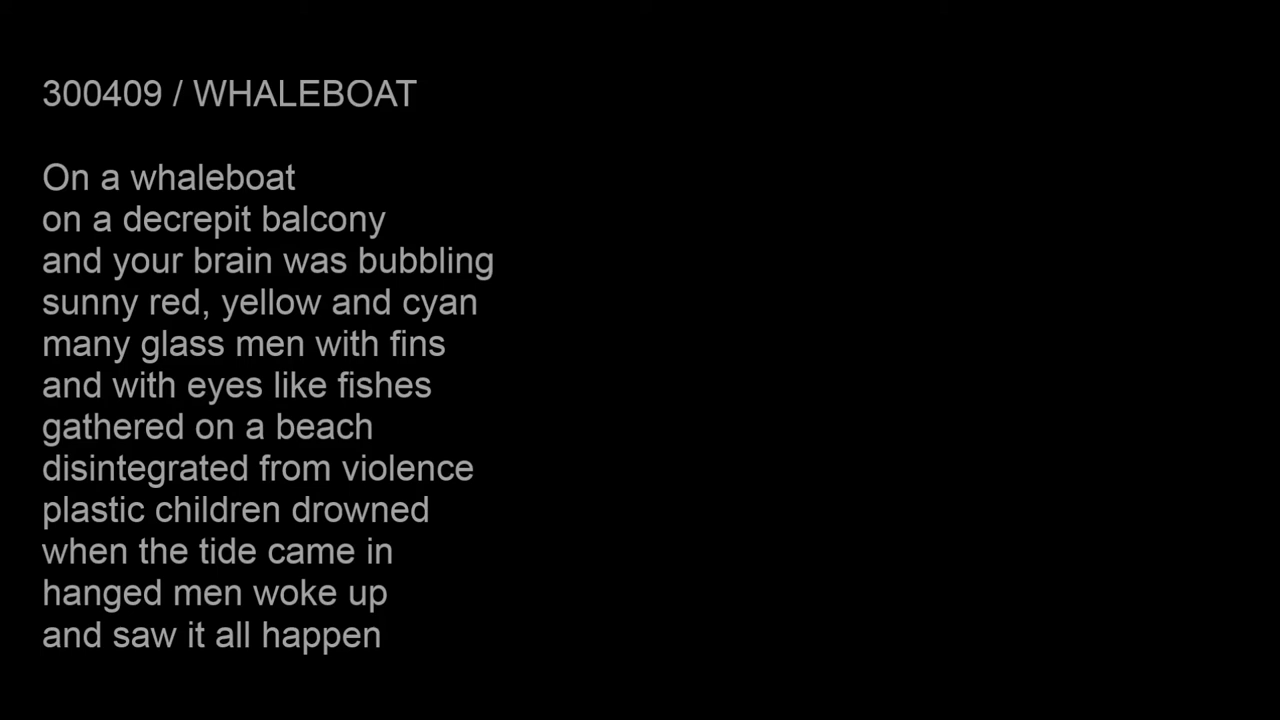 300409 / WHALEBOAT
On a whaleboat
on a decrepit balcony
and your brain was bubbling
sunny red, yellow and cyan
many glass men with fins
and with eyes like fishes
gathered on a beach
disintegrated from violence
plastic children drowned
when the tide came in
hanged men woke up
and saw it all happen